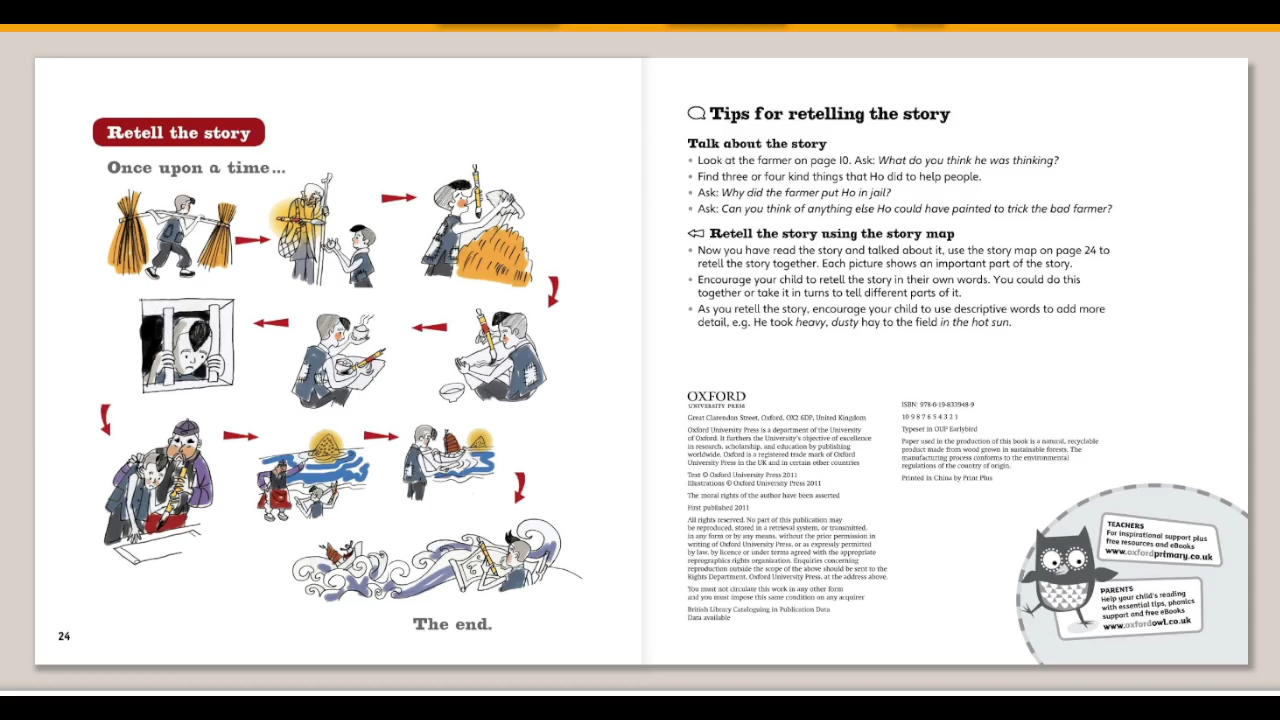 Retell the story
Once upon a time...
The end.
24
Tips for retelling the story
Talk about the story
• Look at the farmer on page 10. Ask: What do you think he was thinking?
• Find three or four kind things that Ho did to help people.
• Ask: Why did the farmer put Ho in jail?
• Ask: Can you think of anything else Ho could have painted to trick the bad farmer?
Retell the story using the story map
• Now you have read the story and talked about it, use the story map on page 24 to
retell the story together. Each picture shows an important part of the story.
• Encourage your child to retell the story in their own words. You could do this
together or take it in turns to tell different parts of it.
• As you retell the story, encourage your child to use descriptive words to add more
detail, e.g. He took heavy, dusty hay to the field in the hot sun.
OXFORD
UNIVERSITY PRESS
Great Clarendon Street, Oxford, OX2 6DP, United Kingdom
Oxford University Press is a department of the University
of Oxford. It furthers the University's objective of excellence
in research, scholarship, and education by publishing
worldwide. Oxford is a registered trade mark of Oxford
University Press in the UK and in certain other countries
Text © Oxford University Press 2011
Illustrations © Oxford University Press 2011
The moral rights of the author have been asserted
First published 2011
All rights reserved. No part of this publication may
be reproduced, stored in a retrieval system, or transmitted,
in any form or by any means, without the prior permission in
writing of Oxford University Press, or as expressly permitted
by law, by licence or under terms agreed with the appropriate
reprographics rights organization. Enquiries concerning
reproduction outside the scope of the above should be sent to the
Rights Department, Oxford University Press, at the address above.
You must not circulate this work in any other form
and you must impose this same condition on any acquirer
British Library Cataloguing in Publication Data
Data available
ISBN: 978-0-19-833948-9
10 9 8 7 6 5 4 3 2 1
Typeset in OUP Earlybird
Paper used in the production of this book is a natural, recyclable
product made from wood grown in sustainable forests. The
manufacturing process conforms to the environmental
regulations of the country of origin.
Printed in China by Print Plus
TEACHERS
For inspirational support plus
free resources and eBooks
www.oxfordprimary.co.uk
PARENTS
Help your child's reading
with essential tips, phonics
support and free eBooks
www.oxfordowl.co.uk